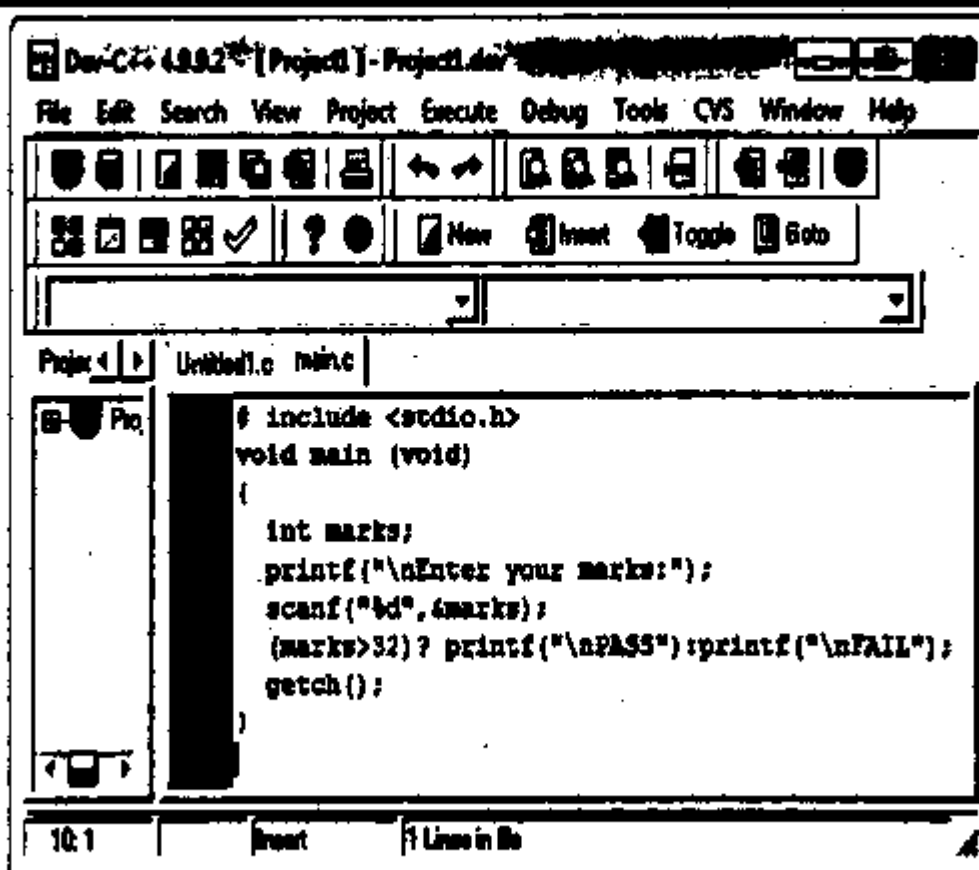 Dev-C++ 4.9.9.2 - [ Project1 ] - Project1.dev
File Edit Search View Project Execute Debug Tools CVS Window Help
New Insert Toggle Goto
Projec Untitled1.c main.c
Proj
# include <stdio.h>
void main (void)
{
int marks;
printf("\nEnter your marks:");
scanf("%d",&marks);
(marks>32)? printf("\nPASS"):printf("\nFAIL");
getch();
}
10: 1 Insert Lines in file